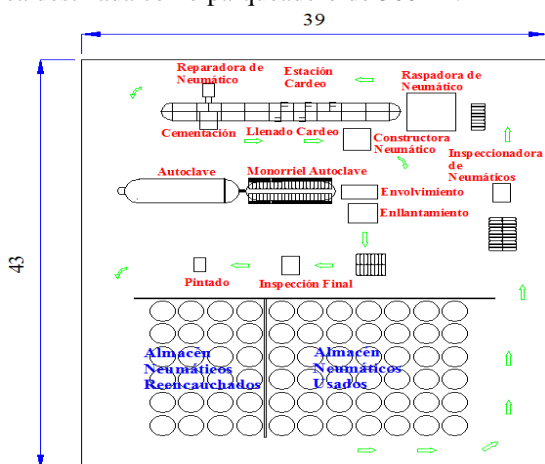 39
Reparadora de
Neumático
Estación
Cardeo
Raspadora de
Neumático
Cementación
Llenado Cardeo
Constructora
Neumático
Inspeccionadora
de
Neumáticos
Autoclave
Monorriel Autoclave
Envolvimiento
Enllantamiento
43
Pintado
Inspección Final
Almacén
Neumáticos
Reencauchados
Almacén
Neumáticos
Usados